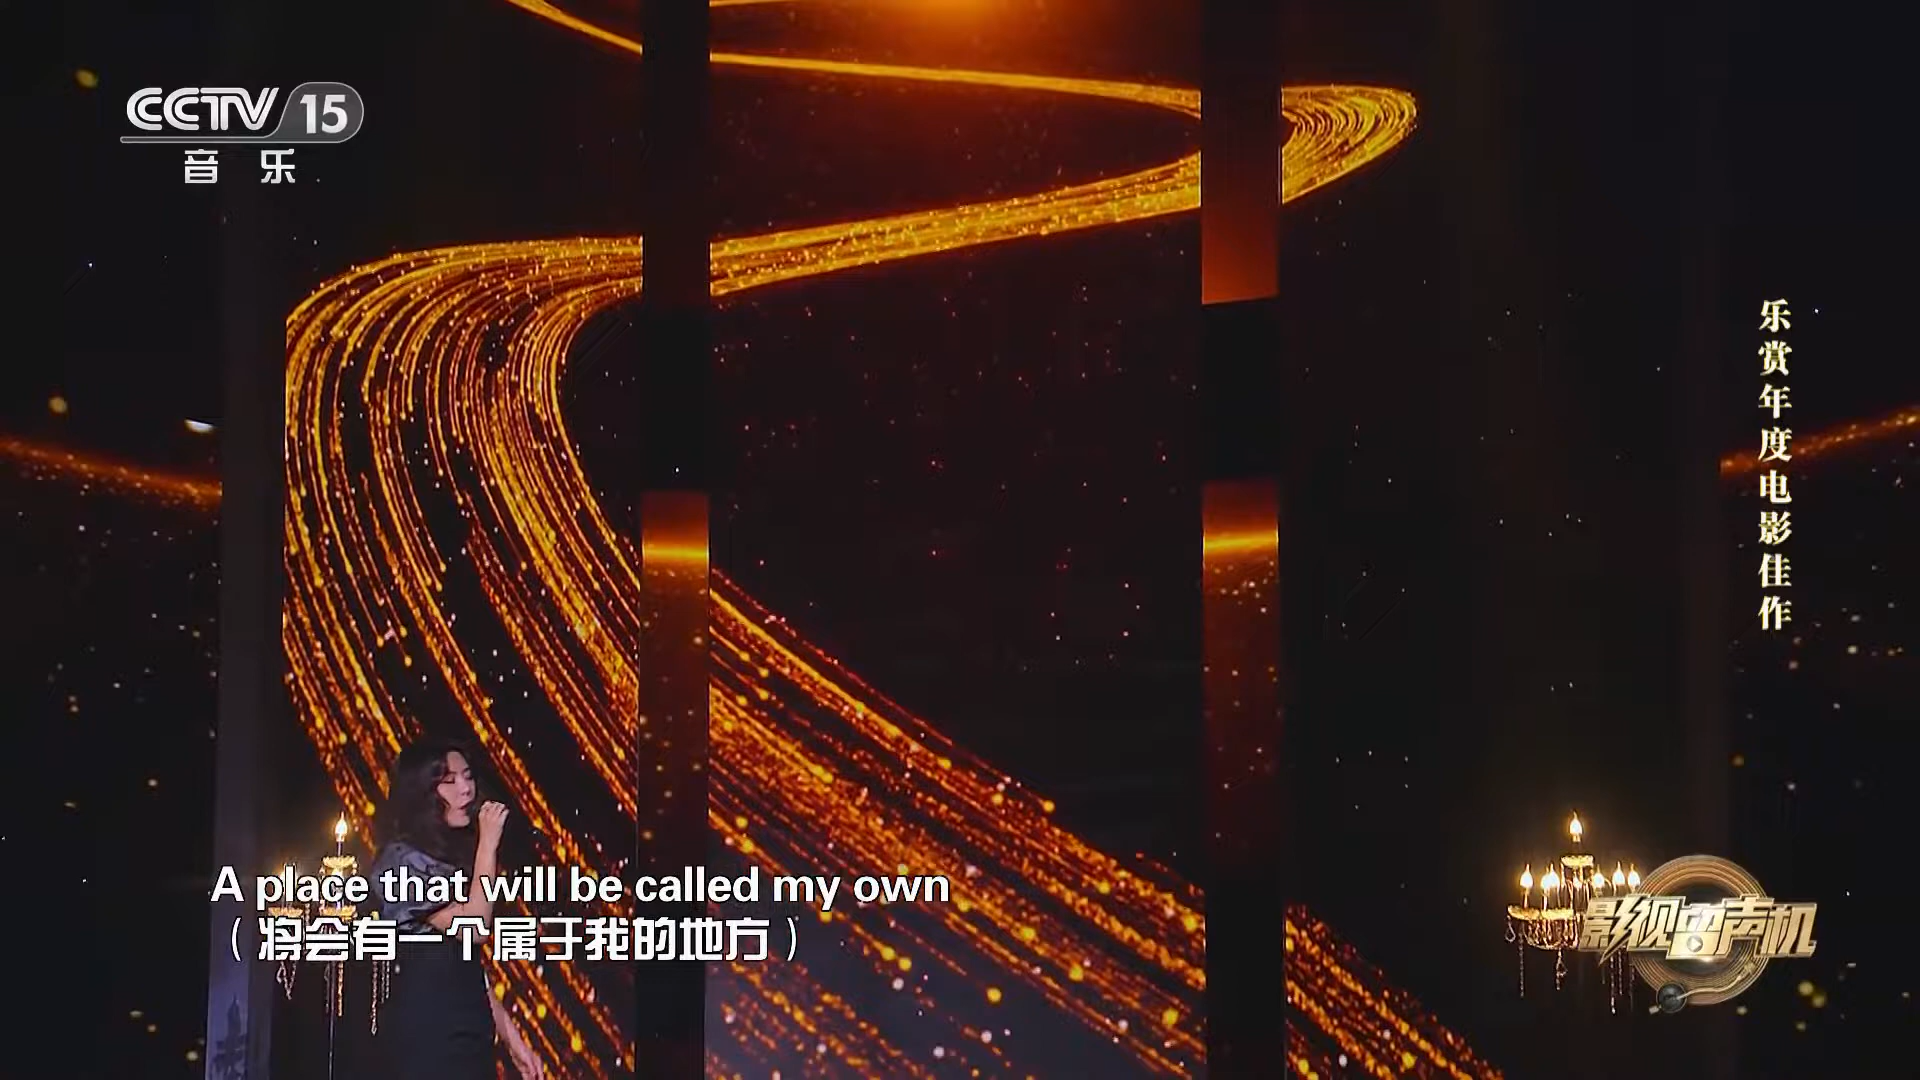 CCTV 15
音乐
乐赏年度电影佳作
A place that will be called my own
（将会有一个属于我的地方）
影视留声机